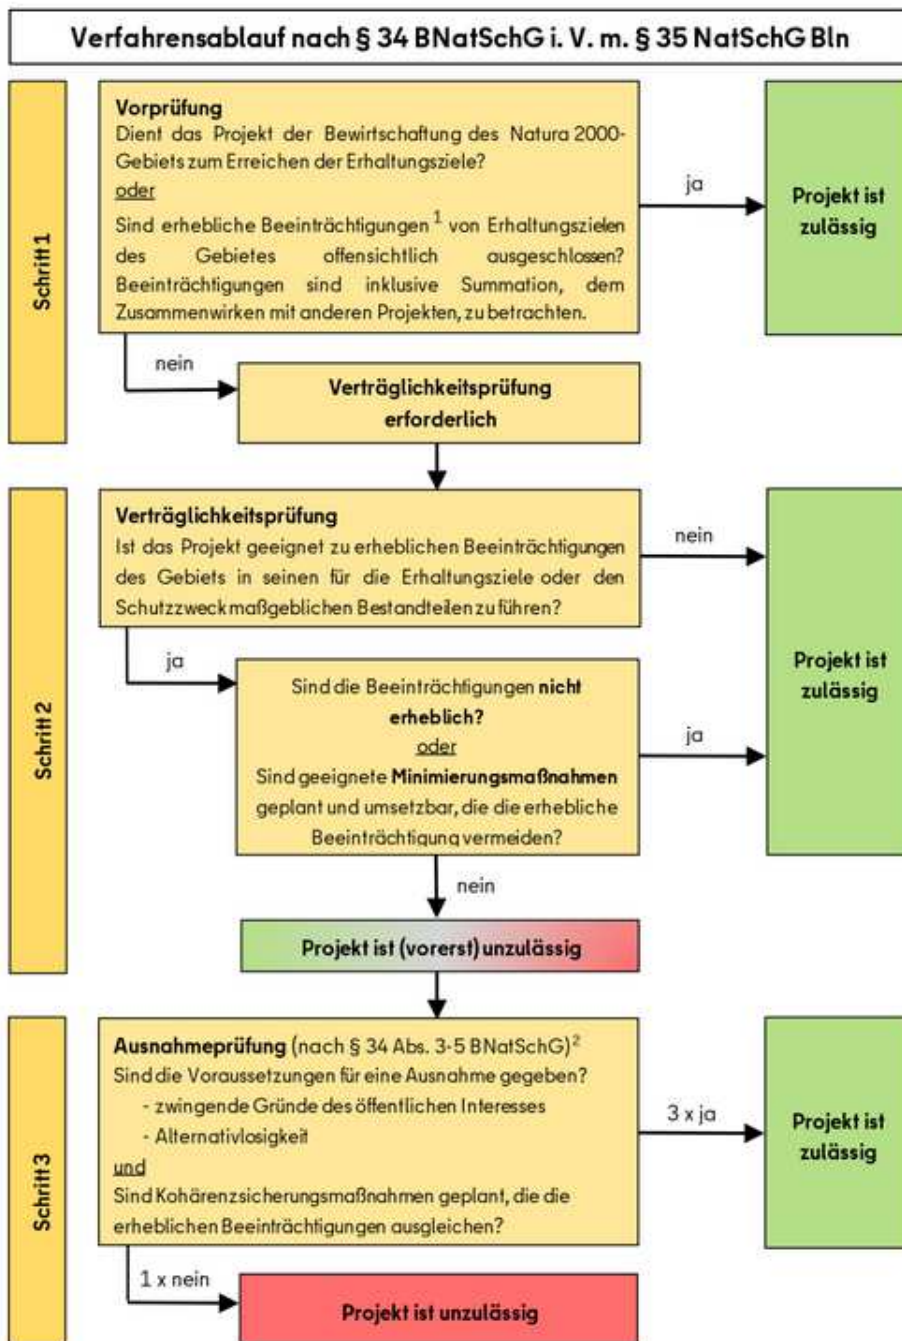 Verfahrensablauf nach § 34 BNatSchG i. V. m. § 35 NatSchG Bln
Schritt 1
Vorprüfung
Dient das Projekt der Bewirtschaftung des Natura 2000-
Gebiets zum Erreichen der Erhaltungsziele?
oder
Sind erhebliche Beeinträchtigungen 1 von Erhaltungszielen
des Gebietes offensichtlich ausgeschlossen?
Beeinträchtigungen sind inklusive Summation, dem
Zusammenwirken mit anderen Projekten, zu betrachten.
ja
Projekt ist
zulässig
nein
Verträglichkeitsprüfung
erforderlich
Schritt 2
Verträglichkeitsprüfung
Ist das Projekt geeignet zu erheblichen Beeinträchtigungen
des Gebiets in seinen für die Erhaltungsziele oder den
Schutzzweck maßgeblichen Bestandteilen zu führen?
nein
Projekt ist
zulässig
ja
Sind die Beeinträchtigungen nicht
erheblich?
oder
Sind geeignete Minimierungsmaßnahmen
geplant und umsetzbar, die die erhebliche
Beeinträchtigung vermeiden?
ja
nein
Projekt ist (vorerst) unzulässig
Schritt 3
Ausnahmeprüfung (nach § 34 Abs. 3-5 BNatSchG)2
Sind die Voraussetzungen für eine Ausnahme gegeben?
- zwingende Gründe des öffentlichen Interesses
- Alternativlosigkeit
und
Sind Kohärenzsicherungsmaßnahmen geplant, die die
erheblichen Beeinträchtigungen ausgleichen?
3 x ja
Projekt ist
zulässig
1 x nein
Projekt ist unzulässig